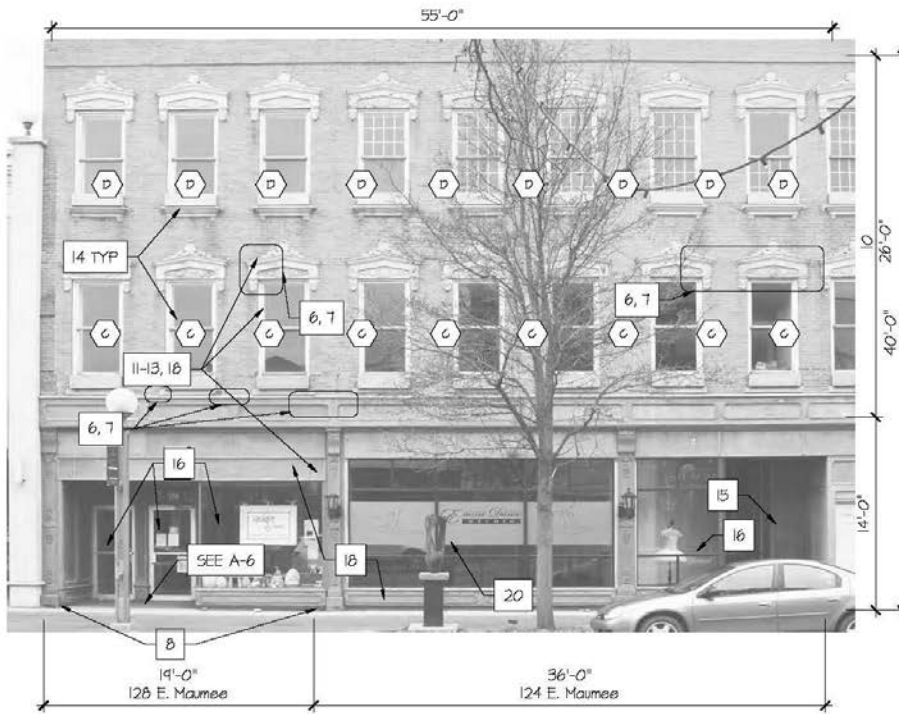 55'-0"
D D D D D D D D D
14 TYP
10
26'-0"
6, 7
6, 7
C C C C C C C C C
40'-0"
11-13, 18
6, 7
16
15
14'-0"
16
SEE A-6
18
20
8
19'-0"
128 E. Maumee
36'-0"
124 E. Maumee